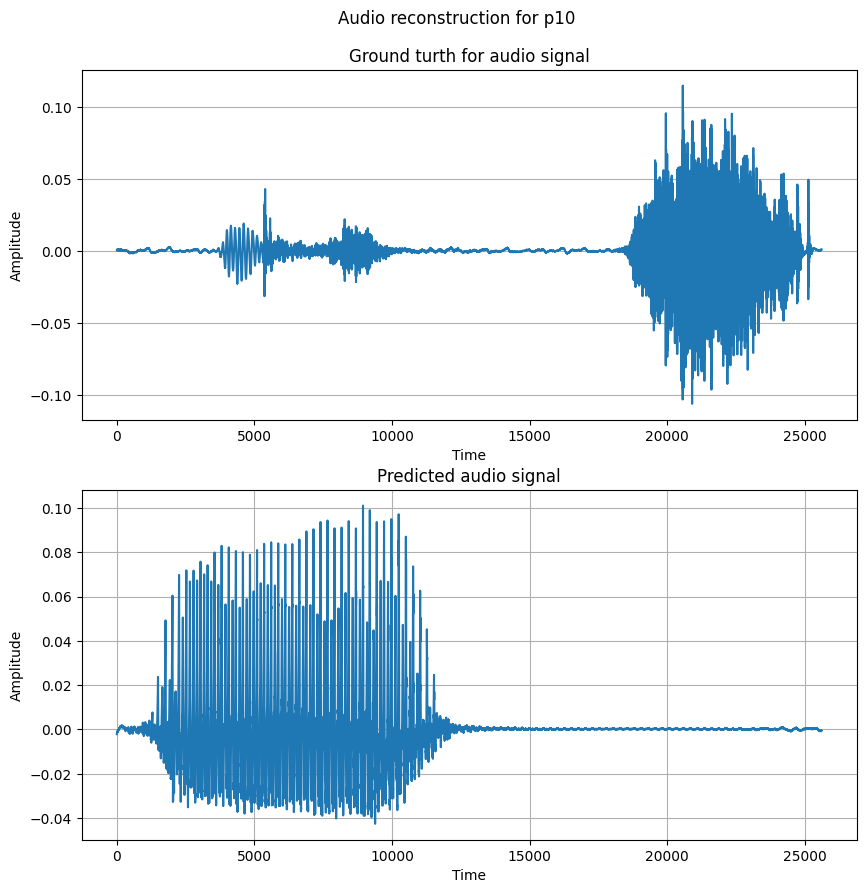 Audio reconstruction for p10
Ground turth for audio signal
0.10
0.05
0.00
−0.05
−0.10
Amplitude
0 5000 10000 15000 20000 25000
Time
Predicted audio signal
0.10
0.08
0.06
0.04
0.02
0.00
−0.02
−0.04
Amplitude
0 5000 10000 15000 20000 25000
Time